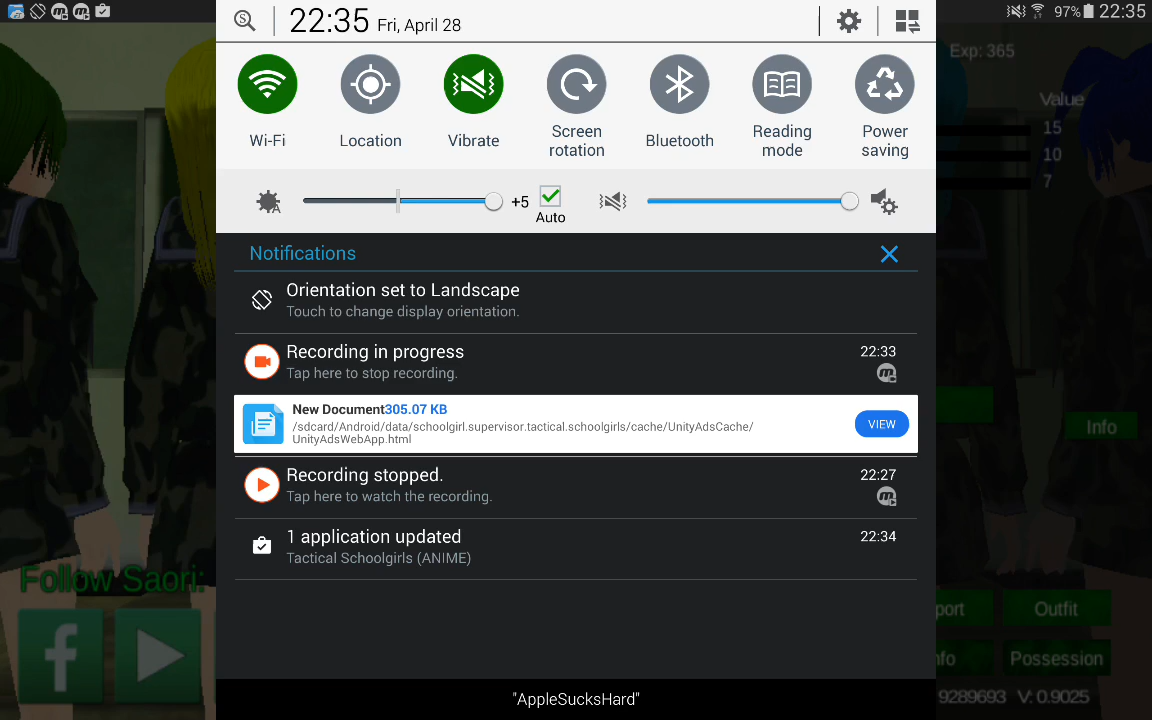 22:35 Fri, April 28
97% 22:35
Wi-Fi
Location
Vibrate
Screen
rotation
Bluetooth
Reading
mode
Power
saving
+5
Auto
Notifications
Orientation set to Landscape
Touch to change display orientation.
Recording in progress
22:33
Tap here to stop recording.
New Document305.07 KB
/sdcard/Android/data/schoolgirl.supervisor.tactical.schoolgirls/cache/UnityAdsCache/
UnityAdsWebApp.html
VIEW
Recording stopped.
22:27
Tap here to watch the recording.
1 application updated
22:34
Tactical Schoolgirls (ANIME)
"AppleSucksHard"
Exp: 365
Value
15
10
7
Info
Follow Saori:
port
Outfit
nfo
Possession
9289693 V: 0.9025